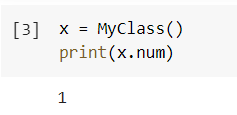 [3] x = MyClass()
print(x.num)
1